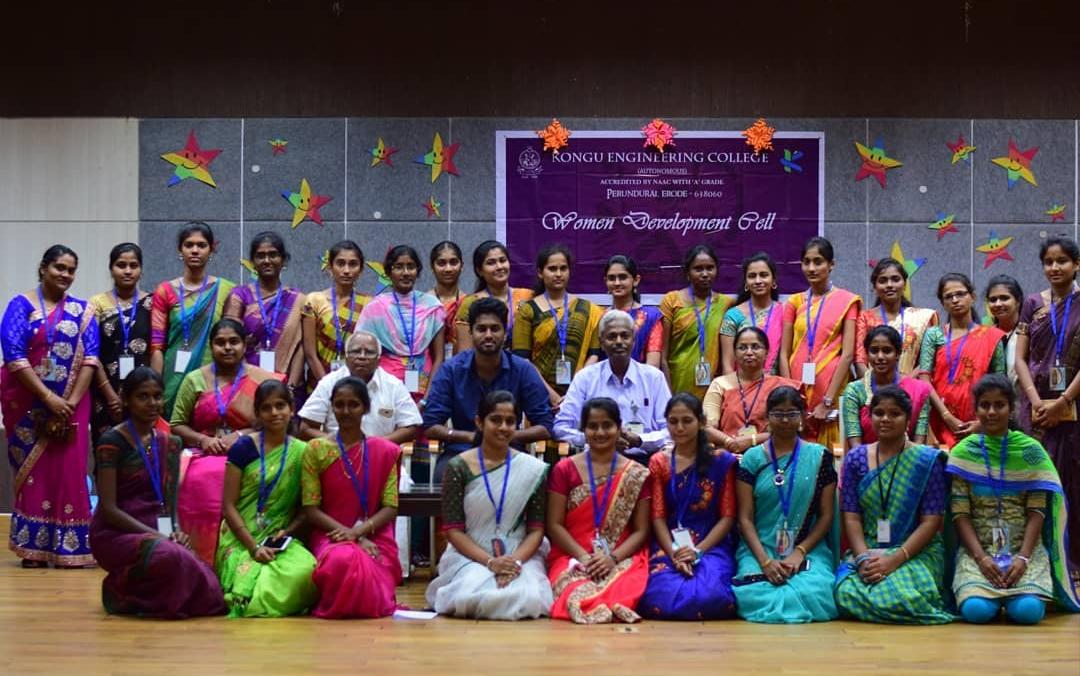 KONGU ENGINEERING COLLEGE
(AUTONOMOUS)
ACCREDITED BY NAAC WITH 'A' GRADE
PERUNDURAI, ERODE - 638060
Women Development Cell